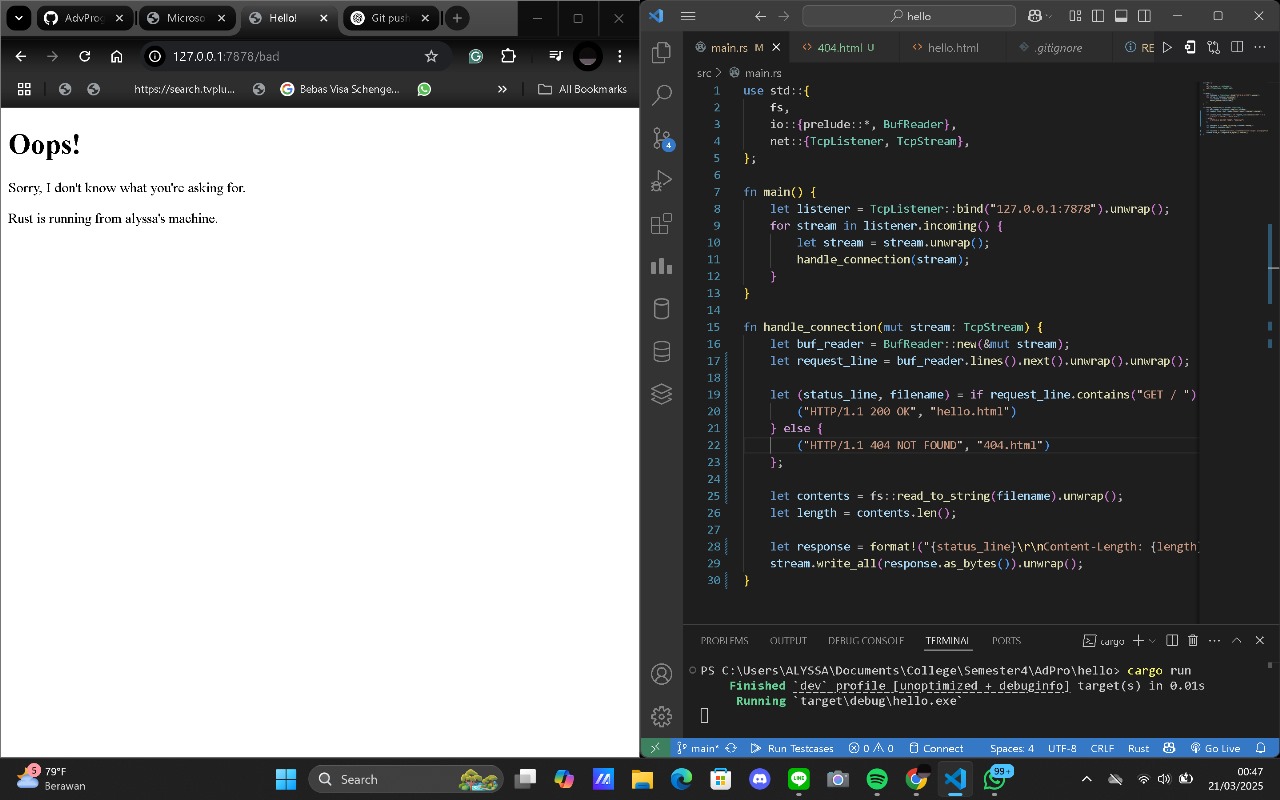 AdvProg
Microso
Hello!
Git push
127.0.0.1:7878/bad
https://search.tvplu...
Bebas Visa Schenge...
All Bookmarks
Oops!
Sorry, I don't know what you're asking for.
Rust is running from alyssa's machine.
hello
main.rs M
404.html U
hello.html
.gitignore
RE
src > main.rs
4
1 use std::{
2 fs,
3 io::{prelude::*, BufReader},
4 net::{TcpListener, TcpStream},
5 };
6
7 fn main() {
8 let listener = TcpListener::bind("127.0.0.1:7878").unwrap();
9 for stream in listener.incoming() {
10 let stream = stream.unwrap();
11 handle_connection(stream);
12 }
13 }
14
15 fn handle_connection(mut stream: TcpStream) {
16 let buf_reader = BufReader::new(&mut stream);
17 let request_line = buf_reader.lines().next().unwrap().unwrap();
18
19 let (status_line, filename) = if request_line.contains("GET / ")
20 ("HTTP/1.1 200 OK", "hello.html")
21 } else {
22 ("HTTP/1.1 404 NOT FOUND", "404.html")
23 };
24
25 let contents = fs::read_to_string(filename).unwrap();
26 let length = contents.len();
27
28 let response = format!("{status_line}\r\nContent-Length: {length
29 stream.write_all(response.as_bytes()).unwrap();
30 }
PROBLEMS OUTPUT DEBUG CONSOLE TERMINAL PORTS
cargo
PS C:\Users\ALYSSA\Documents\College\Semester4\AdPro\hello> cargo run
Finished `dev` profile [unoptimized + debuginfo] target(s) in 0.01s
Running `target\debug\hello.exe`
main* Run Testcases 0 0 Connect Spaces: 4 UTF-8 CRLF Rust Go Live
5
79°F
Berawan
Search
99+
00:47
21/03/2025